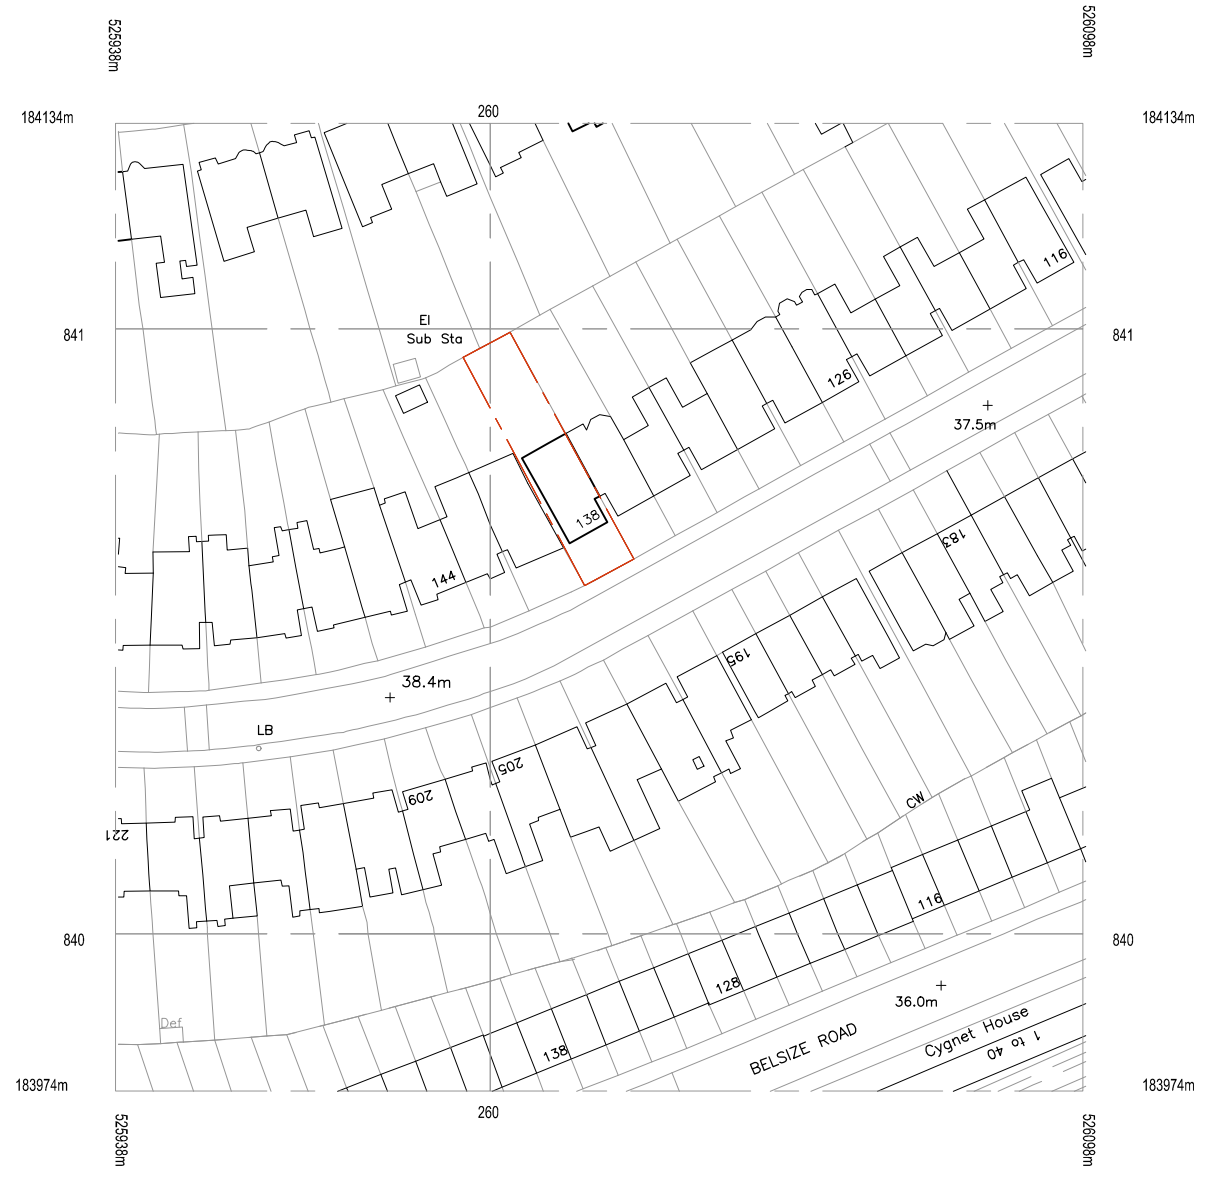 525938m
526098m
184134m
260
184134m
116
El
Sub Sta
841
841
126
37.5m
138
183
144
195
38.4m
LB
205
209
CW
221
116
840
840
128
36.0m
Def
138
BELSIZE ROAD
Cygnet House
1 to 40
183974m
183974m
260
525938m
526098m